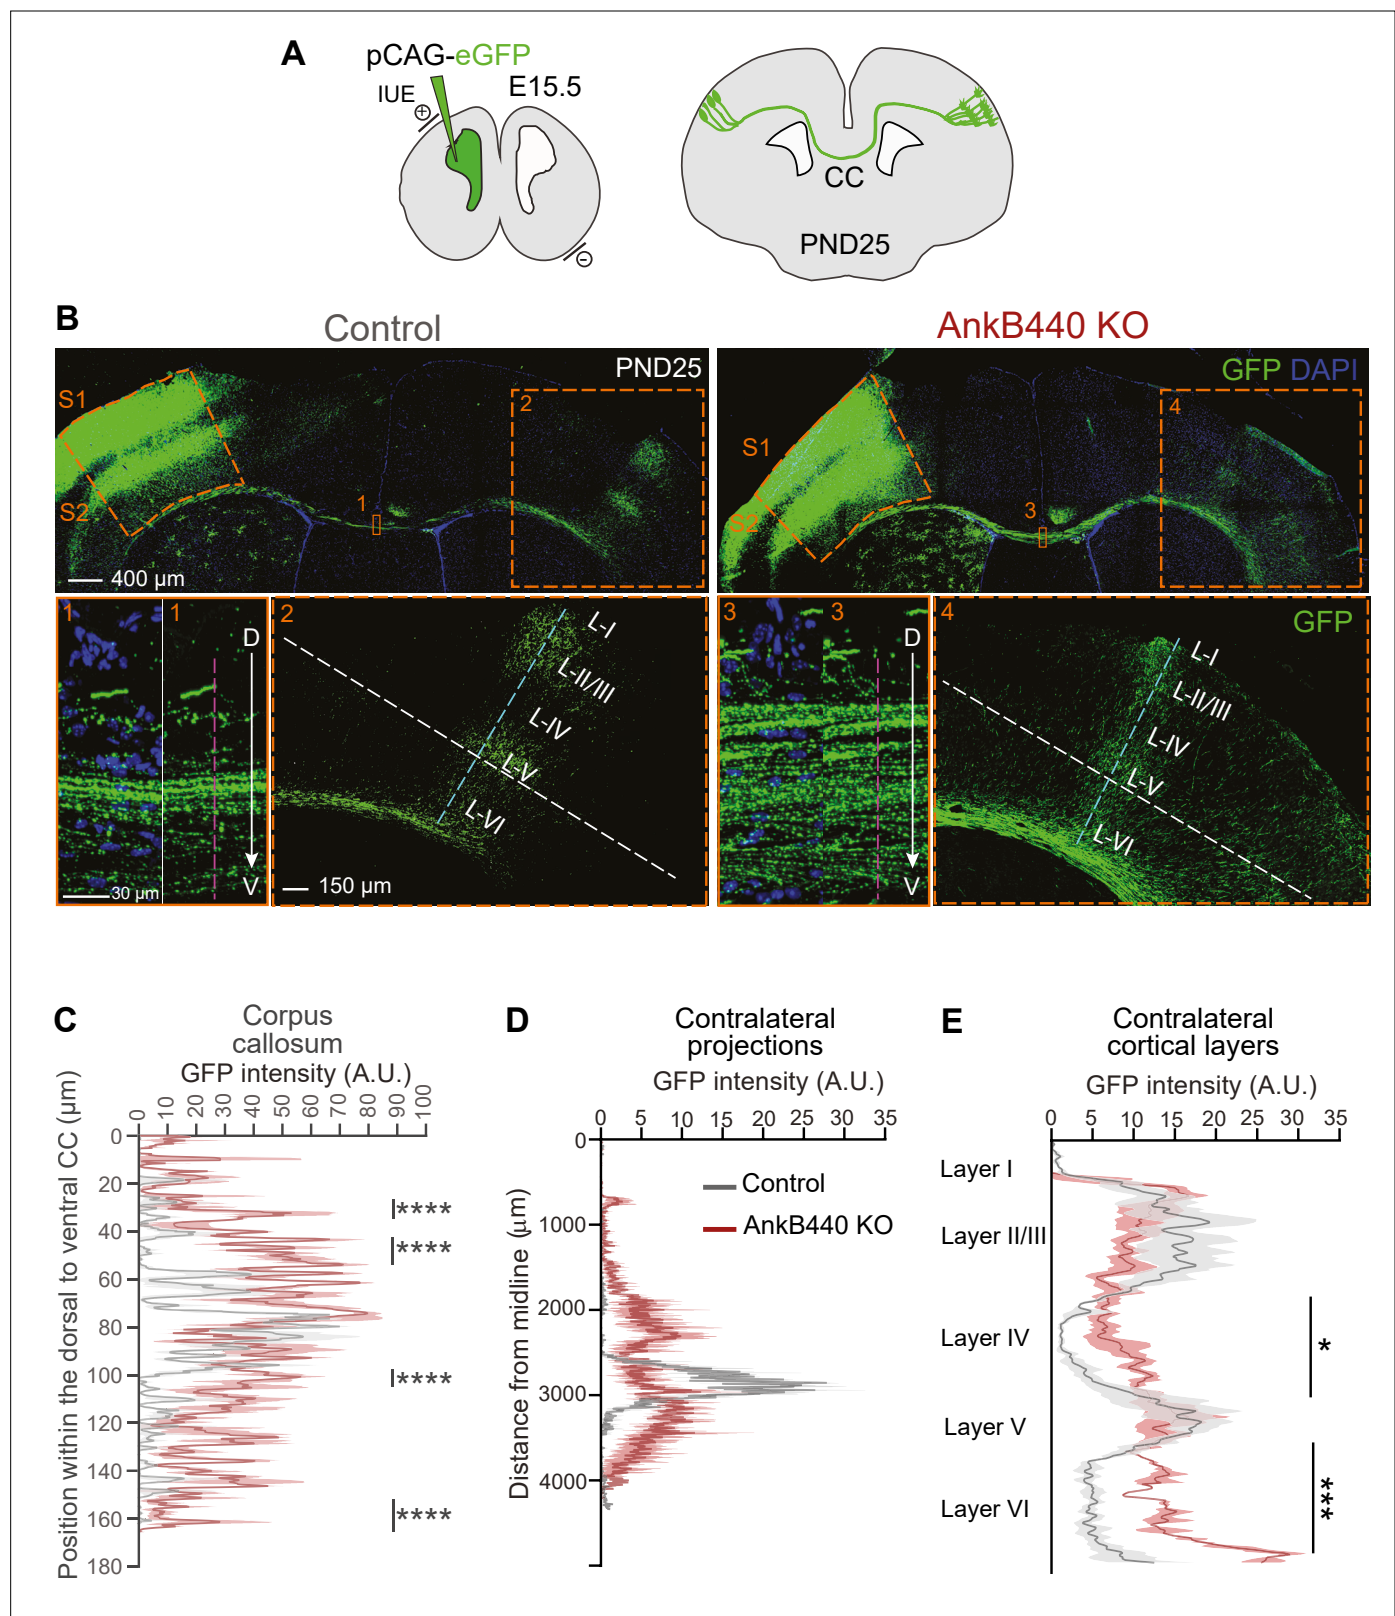 A
pCAG-eGFP
IUE
E15.5
+
-
CC
PND25
B
Control
AnkB440 KO
PND25
S1
S2
1
2
400 µm
GFP DAPI
S1
S2
3
4
1
1
D
V
30 µm
2
L-I
L-II/III
L-IV
L-V
L-VI
150 µm
3
3
D
V
4
GFP
L-I
L-II/III
L-IV
L-V
L-VI
C
Corpus
callosum
GFP intensity (A.U.)
0 10 20 30 40 50 60 70 80 90 100
Position within the dorsal to ventral CC (µm)
0
20
40
60
80
100
120
140
160
180
****
****
****
****
D
Contralateral
projections
GFP intensity (A.U.)
0 5 10 15 20 25 30 35
Distance from midline (µm)
0
1000
2000
3000
4000
Control
AnkB440 KO
E
Contralateral
cortical layers
GFP intensity (A.U.)
0 5 10 15 20 25 30 35
Layer I
Layer II/III
Layer IV
Layer V
Layer VI
*
***